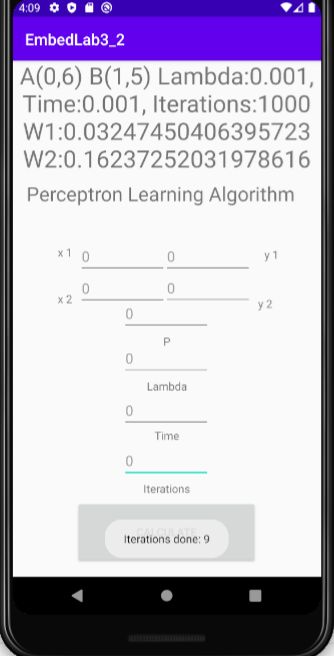 4:09
EmbedLab3_2
A(0,6) B(1,5) Lambda:0.001,
Time:0.001, Iterations:1000
W1:0.03247450406395723
W2:0.16237252031978616
Perceptron Learning Algorithm
x 1 0 0 y 1
x 2 0 0 y 2
0
P
0
Lambda
0
Time
0
Iterations
CALCULATE
Iterations done: 9